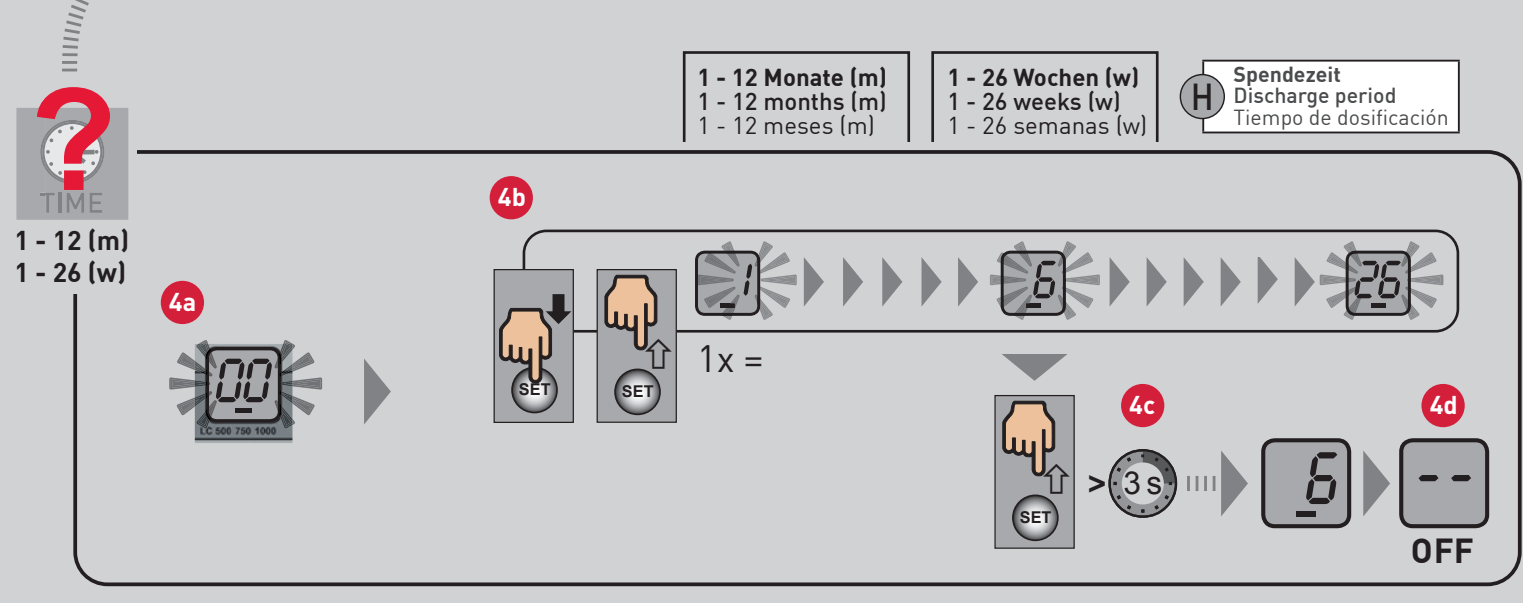 1 - 12 Monate (m)
1 - 12 months (m)
1 - 12 meses (m)
1 - 26 Wochen (w)
1 - 26 weeks (w)
1 - 26 semanas (w)
H
Spendezeit
Discharge period
Tiempo de dosificación
?
TIME
1 - 12 (m)
1 - 26 (w)
4a
00
LC 500 750 1000
4b
SET
SET
1
6
26
1x =
SET
4c
> 3 s
6
4d
- -
OFF